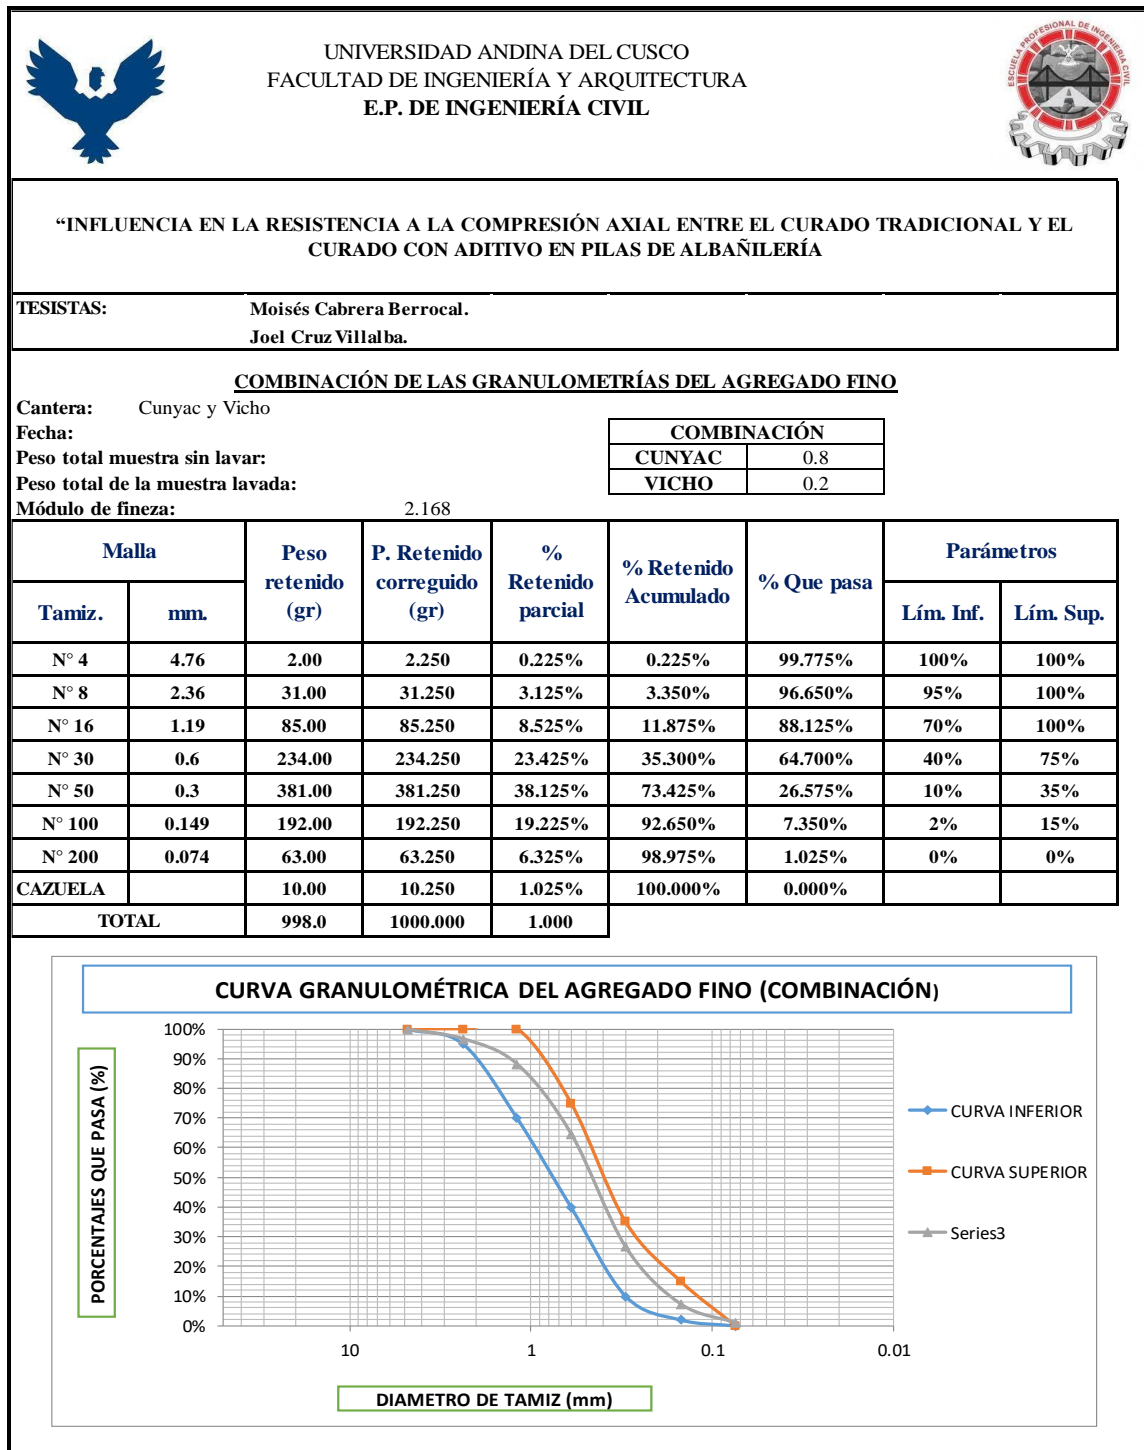 UNIVERSIDAD ANDINA DEL CUSCO
FACULTAD DE INGENIERÍA Y ARQUITECTURA
E.P. DE INGENIERÍA CIVIL
ESCUELA PROFESIONAL DE INGENIERIA CIVIL
“INFLUENCIA EN LA RESISTENCIA A LA COMPRESIÓN AXIAL ENTRE EL CURADO TRADICIONAL Y EL
CURADO CON ADITIVO EN PILAS DE ALBAÑILERÍA
TESISTAS: Moisés Cabrera Berrocal.
Joel Cruz Villalba.
COMBINACIÓN DE LAS GRANULOMETRÍAS DEL AGREGADO FINO
Cantera: Cunyac y Vicho
Fecha:
Peso total muestra sin lavar:
Peso total de la muestra lavada:
Módulo de fineza: 2.168
COMBINACIÓN
CUNYAC 0.8
VICHO 0.2
Malla
Tamiz. mm.
Peso
retenido
(gr)
P. Retenido
correguido
(gr)
%
Retenido
parcial
% Retenido
Acumulado
% Que pasa
Parámetros
Lím. Inf. Lím. Sup.
N° 4 4.76 2.00 2.250 0.225% 0.225% 99.775% 100% 100%
N° 8 2.36 31.00 31.250 3.125% 3.350% 96.650% 95% 100%
N° 16 1.19 85.00 85.250 8.525% 11.875% 88.125% 70% 100%
N° 30 0.6 234.00 234.250 23.425% 35.300% 64.700% 40% 75%
N° 50 0.3 381.00 381.250 38.125% 73.425% 26.575% 10% 35%
N° 100 0.149 192.00 192.250 19.225% 92.650% 7.350% 2% 15%
N° 200 0.074 63.00 63.250 6.325% 98.975% 1.025% 0% 0%
CAZUELA 10.00 10.250 1.025% 100.000% 0.000%
TOTAL 998.0 1000.000 1.000
CURVA GRANULOMÉTRICA DEL AGREGADO FINO (COMBINACIÓN)
PORCENTAJES QUE PASA (%)
100%
90%
80%
70%
60%
50%
40%
30%
20%
10%
0%
10 1 0.1 0.01
DIAMETRO DE TAMIZ (mm)
CURVA INFERIOR
CURVA SUPERIOR
Series3